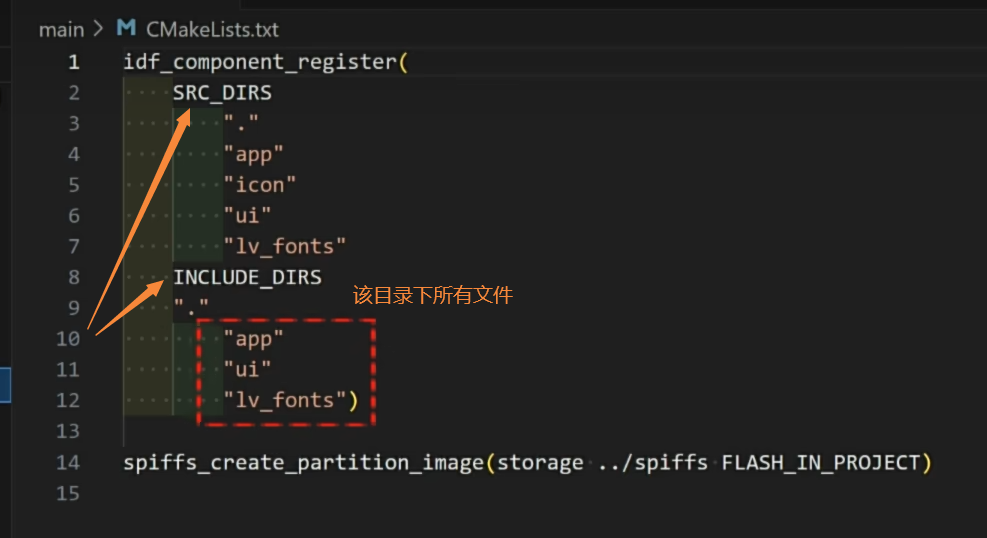 main > CMakeLists.txt
1 idf_component_register(
2 SRC_DIRS
3 "."
4 "app"
5 "icon"
6 "ui"
7 "lv_fonts"
8 INCLUDE_DIRS
该目录下所有文件
9 "."
10 "app"
11 "ui"
12 "lv_fonts")
13
14 spiffs_create_partition_image(storage ../spiffs FLASH_IN_PROJECT)
15